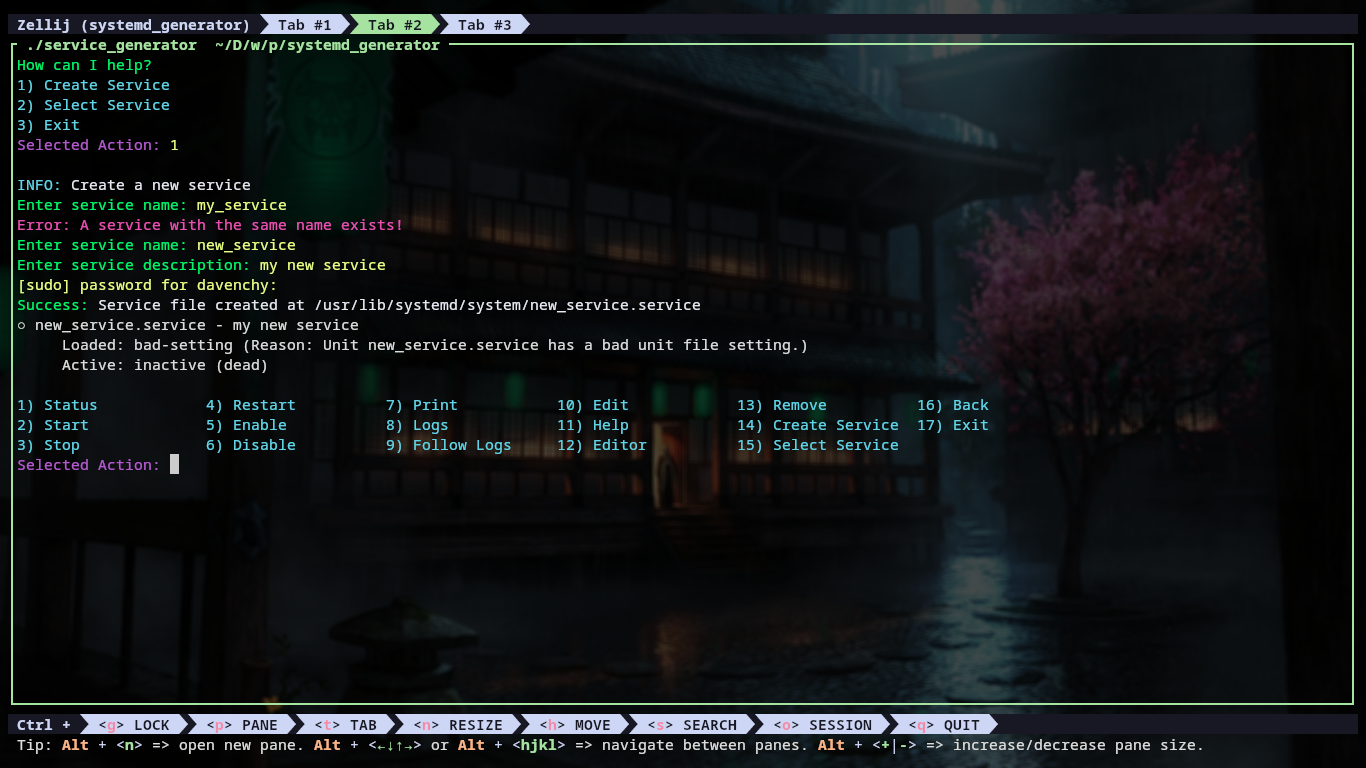 Zellij (systemd_generator) Tab #1 Tab #2 Tab #3
./service_generator ~/D/w/p/systemd_generator
How can I help?
1) Create Service
2) Select Service
3) Exit
Selected Action: 1
INFO: Create a new service
Enter service name: my_service
Error: A service with the same name exists!
Enter service name: new_service
Enter service description: my new service
[sudo] password for davenchy:
Success: Service file created at /usr/lib/systemd/system/new_service.service
○ new_service.service - my new service
Loaded: bad-setting (Reason: Unit new_service.service has a bad unit file setting.)
Active: inactive (dead)
1) Status 4) Restart 7) Print 10) Edit 13) Remove 16) Back
2) Start 5) Enable 8) Logs 11) Help 14) Create Service 17) Exit
3) Stop 6) Disable 9) Follow Logs 12) Editor 15) Select Service
Selected Action:
Ctrl + <g> LOCK <p> PANE <t> TAB <n> RESIZE <h> MOVE <s> SEARCH <o> SESSION <q> QUIT
Tip: Alt + <n> => open new pane. Alt + <←↓↑→> or Alt + <hjkl> => navigate between panes. Alt + <+|-> => increase/decrease pane size.